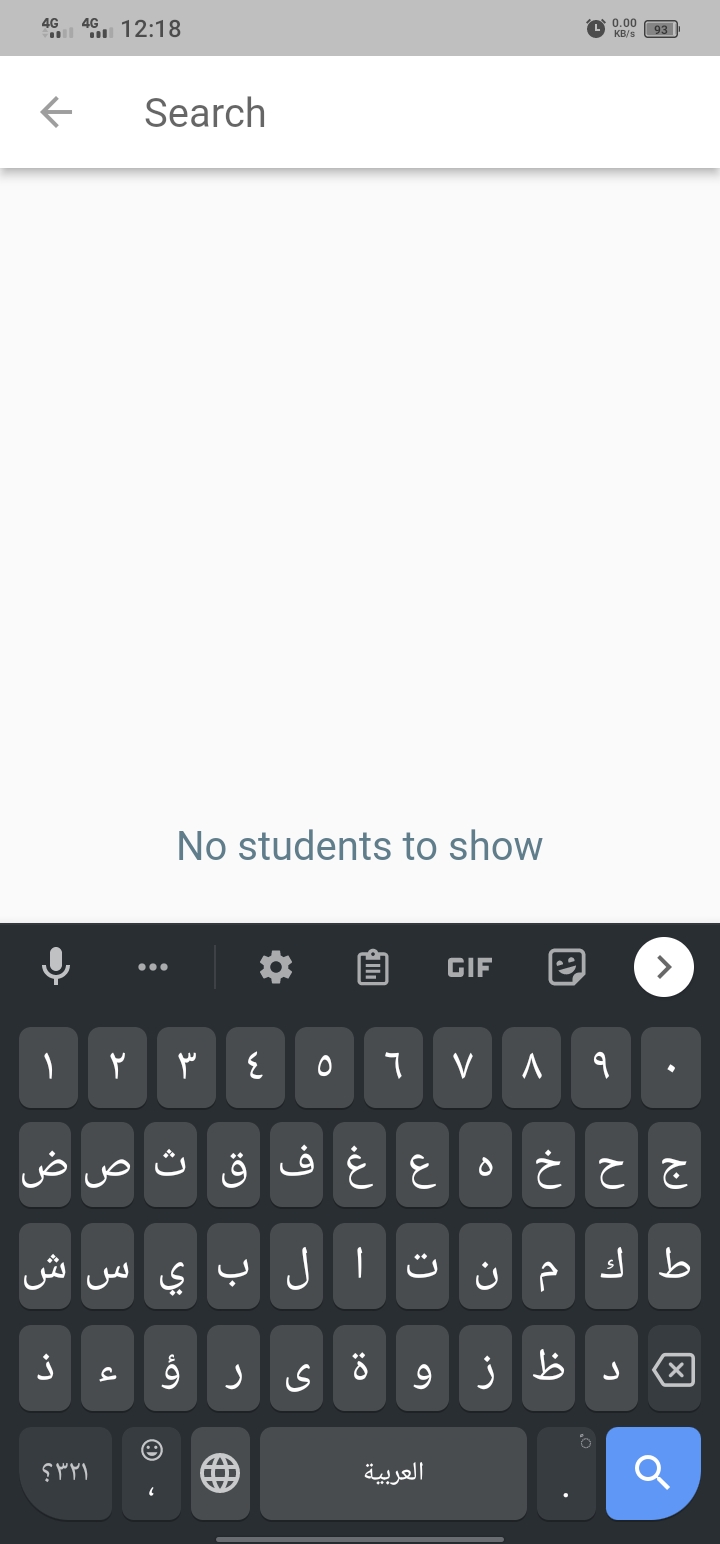 4G 4G 12:18 0.00 KB/s 93
Search
No students to show
GIF
١ ٢ ٣ ٤ ٥ ٦ ٧ ٨ ٩ ٠
ض ص ث ق ف غ ع ه خ ح ج
ش س ي ب ل ا ت ن م ك ط
ذ ء ؤ ر ى ة و ز ظ د
؟٣٢١ ، العربية .